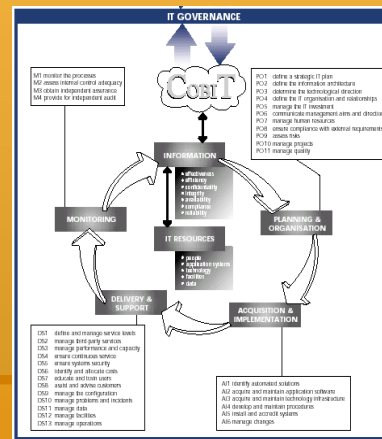 IT GOVERNANCE
M1 monitor the processes
M2 assess internal control adequacy
M3 obtain independent assurance
M4 provide for independent audit
COBIT
PO1 define a strategic IT plan
PO2 define the information architecture
PO3 determine the technological direction
PO4 define the IT organisation and relationships
PO5 manage the IT investment
PO6 communicate management aims and direction
PO7 manage human resources
PO8 ensure compliance with external requirements
PO9 assess risks
PO10 manage projects
PO11 manage quality
INFORMATION
effectiveness
efficiency
confidentiality
integrity
availability
compliance
reliability
MONITORING
PLANNING &
ORGANISATION
IT RESOURCES
people
application systems
technology
facilities
data
DELIVERY &
SUPPORT
ACQUISITION &
IMPLEMENTATION
DS1 define and manage service levels
DS2 manage third-party services
DS3 manage performance and capacity
DS4 ensure continuous service
DS5 ensure systems security
DS6 identify and allocate costs
DS7 educate and train users
DS8 assist and advise customers
DS9 manage the configuration
DS10 manage problems and incidents
DS11 manage data
DS12 manage facilities
DS13 manage operations
AI1 identify automated solutions
AI2 acquire and maintain application software
AI3 acquire and maintain technology infrastructure
AI4 develop and maintain procedures
AI5 install and accredit systems
AI6 manage changes